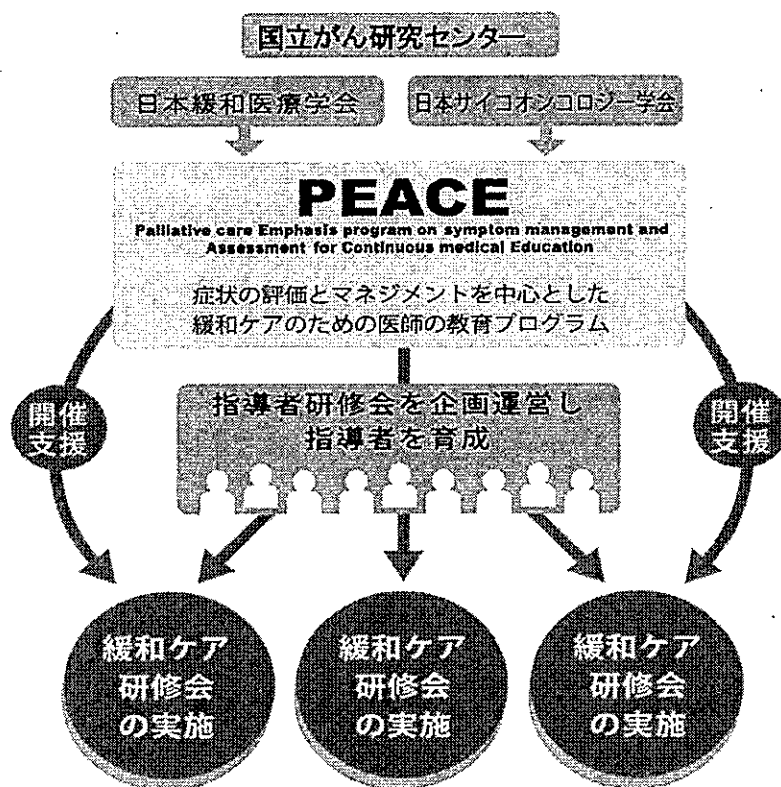 国立がん研究センター
日本緩和医療学会
日本サイコオンコロジー学会
PEACE
Palliative care Emphasis program on symptom management and
Assessment for Continuous medical Education
症状の評価とマネジメントを中心とした
緩和ケアのための医師の教育プログラム
開催
支援
指導者研修会を企画運営し
指導者を育成
開催
支援
緩和ケア
研修会
の実施
緩和ケア
研修会
の実施
緩和ケア
研修会
の実施